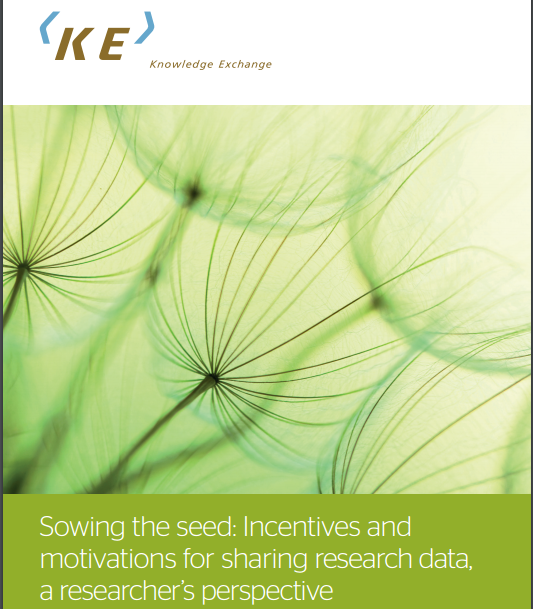 KE
Knowledge Exchange
Sowing the seed: Incentives and
motivations for sharing research data,
a researcher's perspective